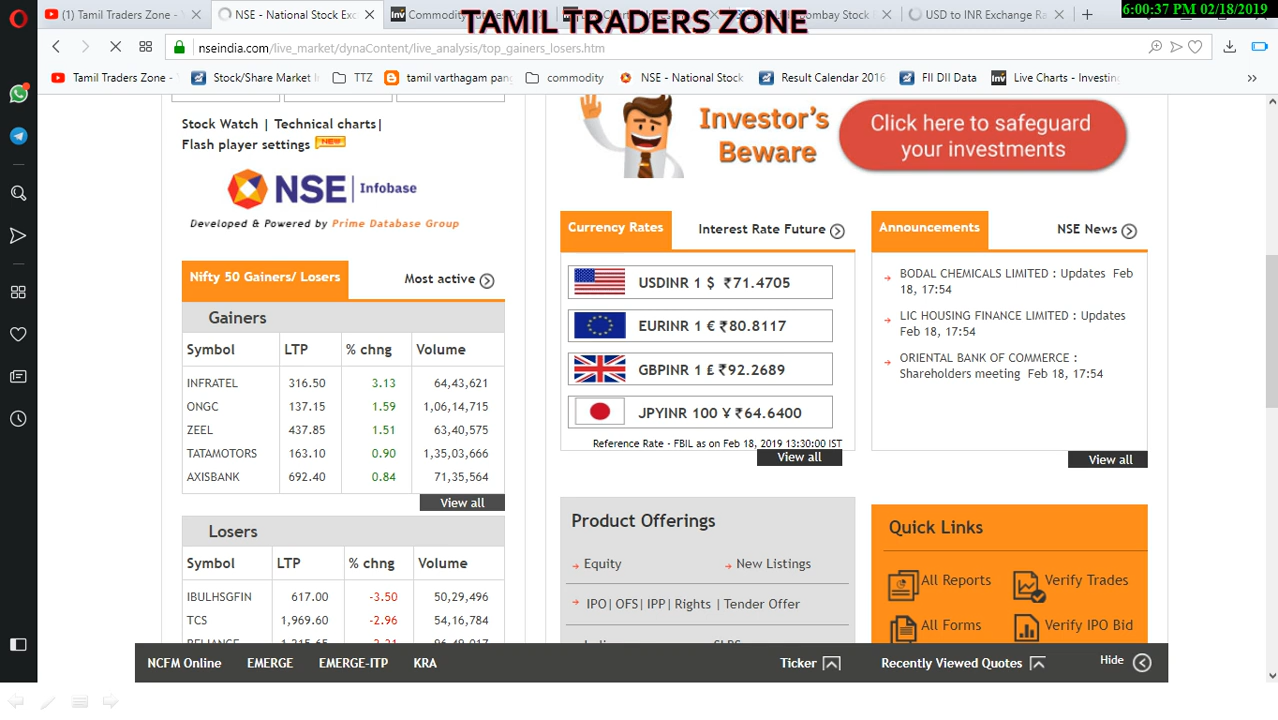 TAMIL TRADERS ZONE
6:00:37 PM 02/18/2019
(1) Tamil Traders Zone -
NSE - National Stock Exc
nseindia.com/live_market/dynaContent/live_analysis/top_gainers_losers.htm
USD to INR Exchange Ra
Tamil Traders Zone -
Stock/Share Market
TTZ
tamil varthagam pan
commodity
NSE - National Stock
Result Calendar 2016
FII DII Data
Live Charts - Investin
Stock Watch | Technical charts|
Flash player settings NEW
NSE Infobase
Developed & Powered by Prime Database Group
Investor's
Beware
Click here to safeguard
your investments
Nifty 50 Gainers/ Losers
Most active
Gainers
Symbol LTP % chng Volume
INFRATEL 316.50 3.13 64,43,621
ONGC 137.15 1.59 1,06,14,715
ZEEL 437.85 1.51 63,40,575
TATAMOTORS 163.10 0.90 1,35,03,666
AXISBANK 692.40 0.84 71,35,564
View all
Losers
Symbol LTP % chng Volume
IBULHSGFIN 617.00 -3.50 50,29,496
TCS 1,969.60 -2.96 54,16,784
Currency Rates
Interest Rate Future
USDINR 1 $ ₹71.4705
EURINR 1 € ₹80.8117
GBPINR 1 £ ₹92.2689
JPYINR 100 ¥ ₹64.6400
Reference Rate - FBIL as on Feb 18, 2019 13:30:00 IST
View all
Announcements
NSE News
BODAL CHEMICALS LIMITED : Updates Feb
18, 17:54
LIC HOUSING FINANCE LIMITED : Updates
Feb 18, 17:54
ORIENTAL BANK OF COMMERCE :
Shareholders meeting Feb 18, 17:54
View all
Product Offerings
Equity
New Listings
IPO| OFS| IPP| Rights | Tender Offer
Quick Links
All Reports
Verify Trades
All Forms
Verify IPO Bid
NCFM Online
EMERGE
EMERGE-ITP
KRA
Ticker
Recently Viewed Quotes
Hide